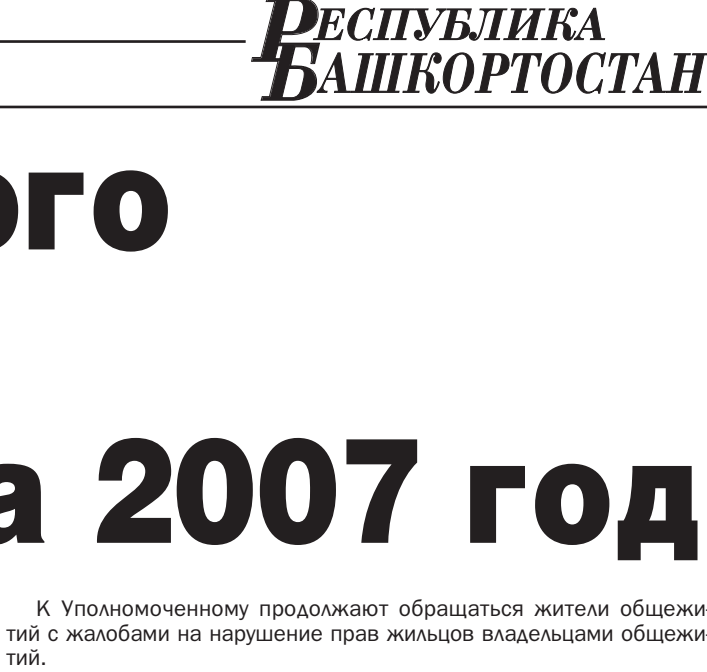 РЕСПУБЛИКА
БАШКОРТОСТАН
ого
а 2007 год
К Уполномоченному продолжают обращаться жители общежи-
тий с жалобами на нарушение прав жильцов владельцами общежи-
тий.